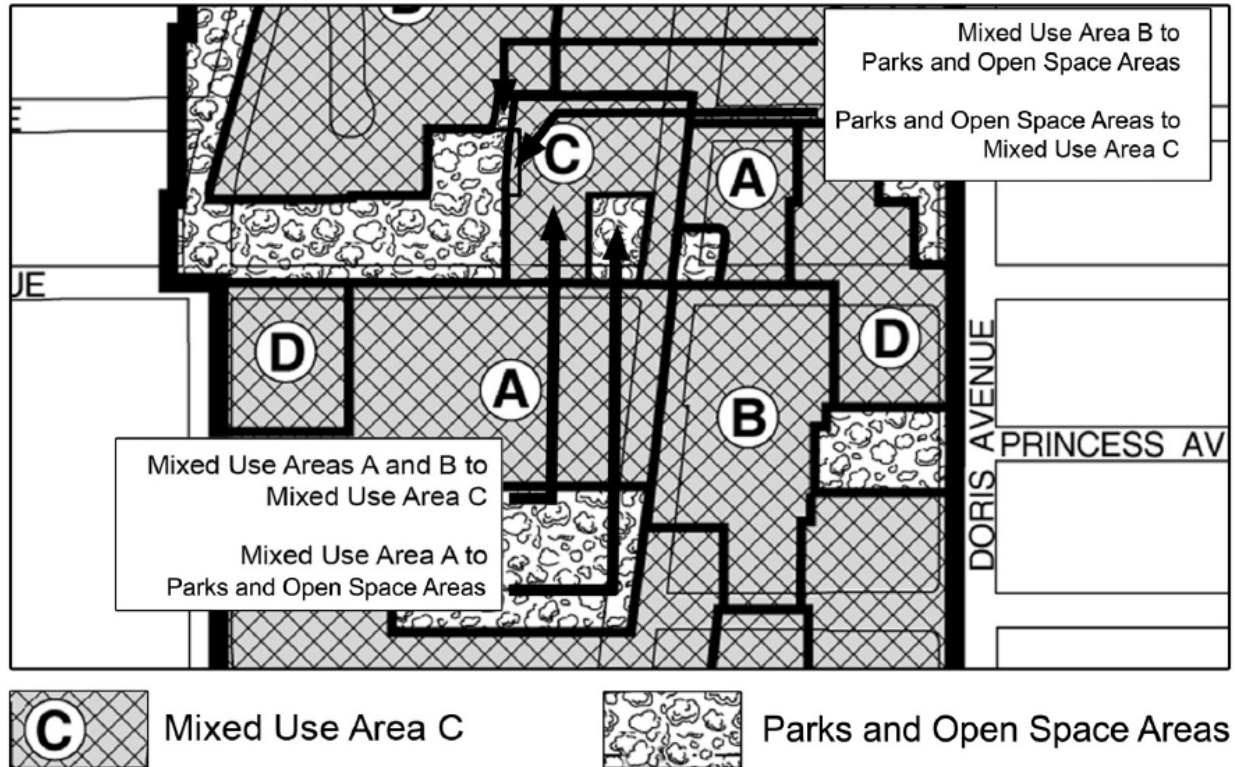 B
Mixed Use Area B to
Parks and Open Space Areas
Parks and Open Space Areas to
Mixed Use Area C
E
C
A
UE
D
A
D
B
DORIS AVENUE
PRINCESS AV
Mixed Use Areas A and B to
Mixed Use Area C
Mixed Use Area A to
Parks and Open Space Areas
C
Mixed Use Area C
Parks and Open Space Areas